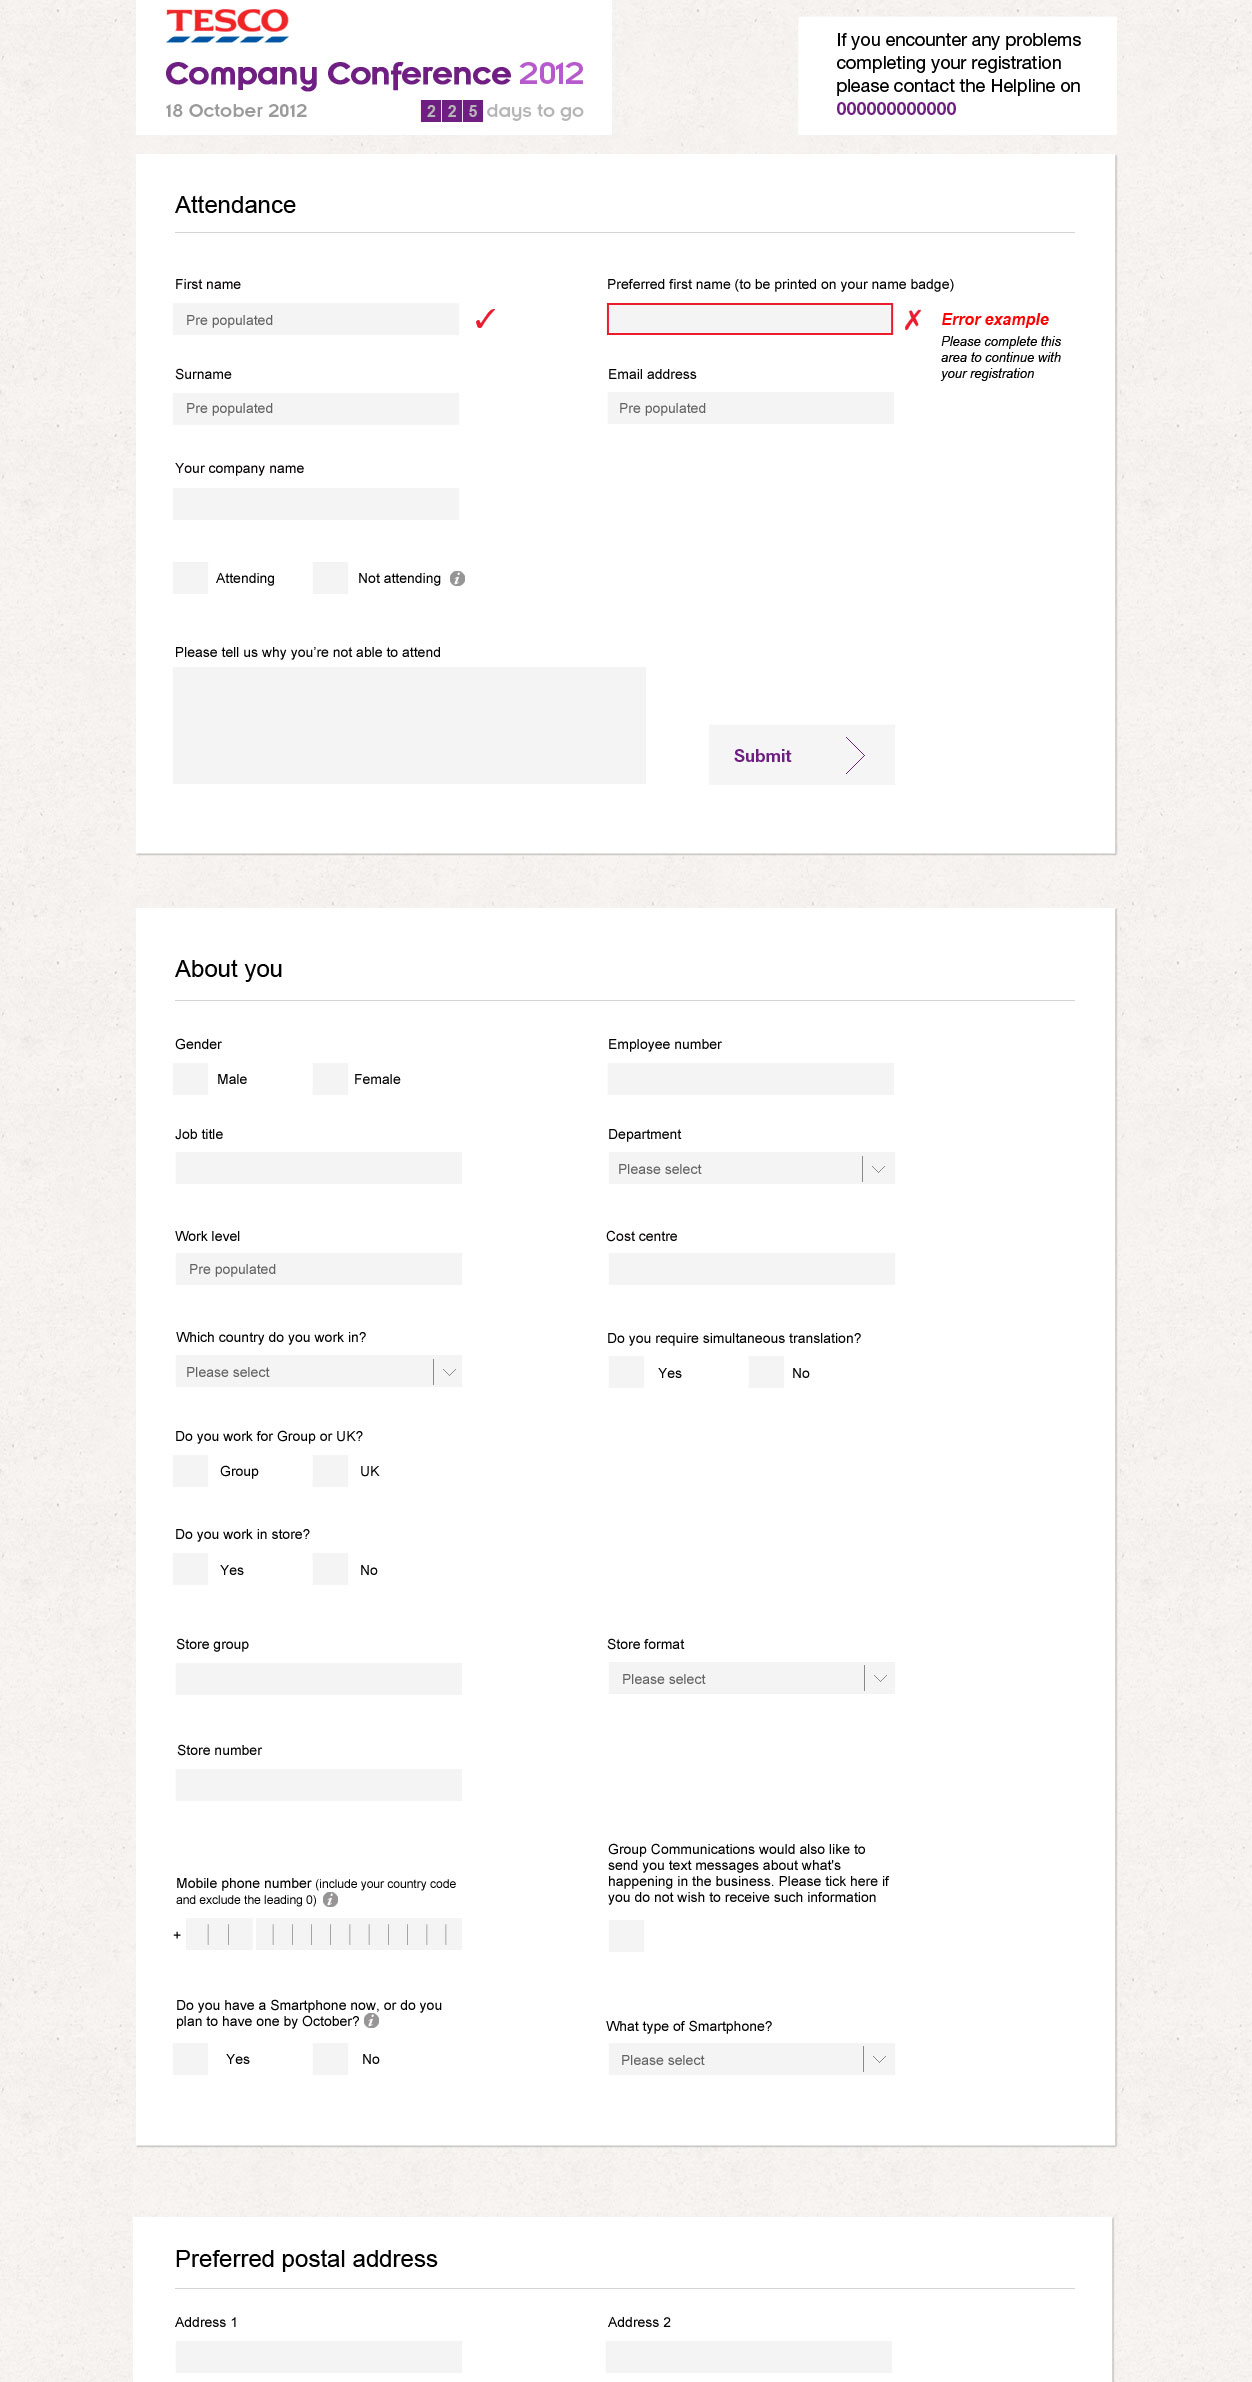 TESCO
Company Conference 2012
18 October 2012
2 2 5 days to go
If you encounter any problems
completing your registration
please contact the Helpline on
000000000000
Attendance
First name
Pre populated
✓
Preferred first name (to be printed on your name badge)
✗ Error example
Please complete this
area to continue with
your registration
Surname
Pre populated
Email address
Pre populated
Your company name
Attending
Not attending i
Please tell us why you're not able to attend
Submit
About you
Gender
Male
Female
Employee number
Job title
Department
Please select
Work level
Pre populated
Cost centre
Which country do you work in?
Please select
Do you require simultaneous translation?
Yes
No
Do you work for Group or UK?
Group
UK
Do you work in store?
Yes
No
Store group
Store format
Please select
Store number
Mobile phone number (include your country code
and exclude the leading 0) i
+
Group Communications would also like to
send you text messages about what's
happening in the business. Please tick here if
you do not wish to receive such information
Do you have a Smartphone now, or do you
plan to have one by October? i
Yes
No
What type of Smartphone?
Please select
Preferred postal address
Address 1
Address 2